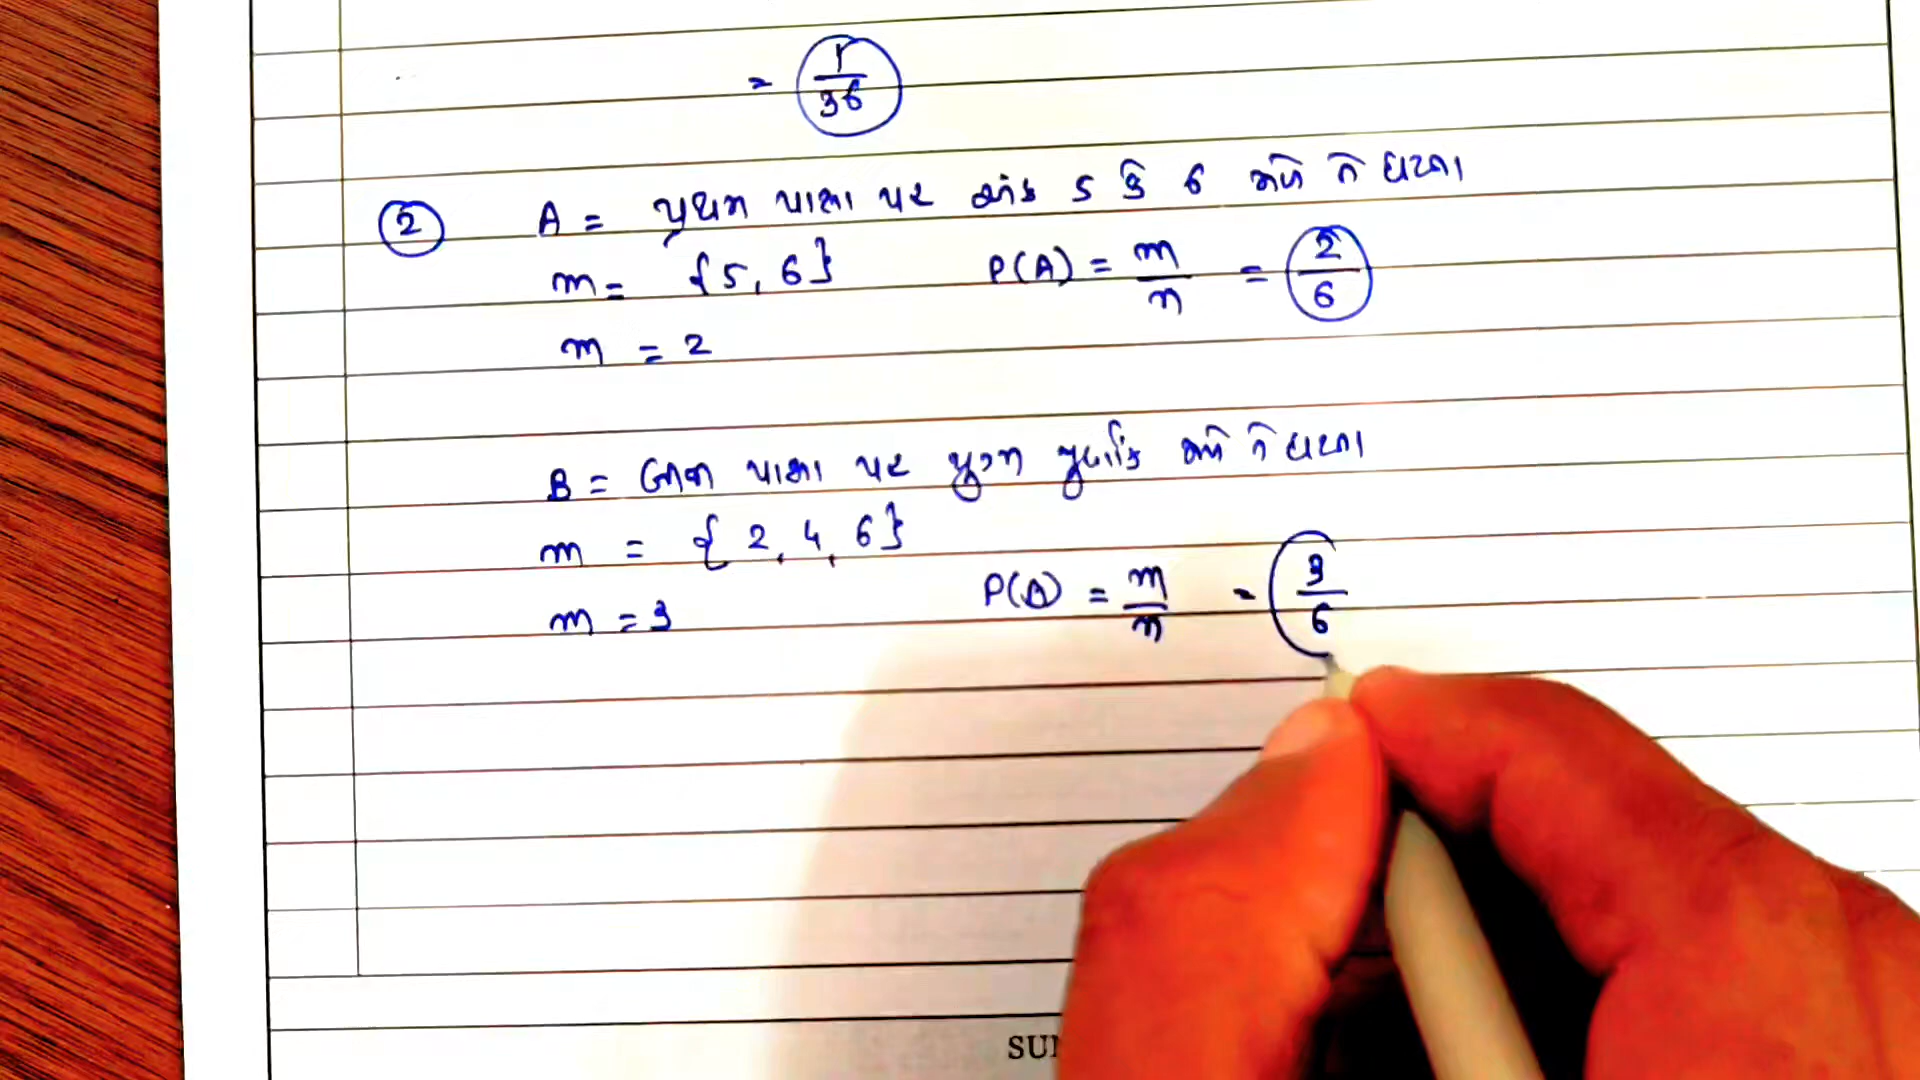 = 1/36
2 A = પ્રથમ પાસા પર અંક 5 કે 6 મળે તે ઘટના
m = {5, 6} P(A) = m/n = 2/6
m = 2
B = બીજા પાસા પર યુગ્મ પૂર્ણાંક મળે તે ઘટના
m = { 2, 4, 6}
m = 3 P(A) = m/n = 3/6
SUN